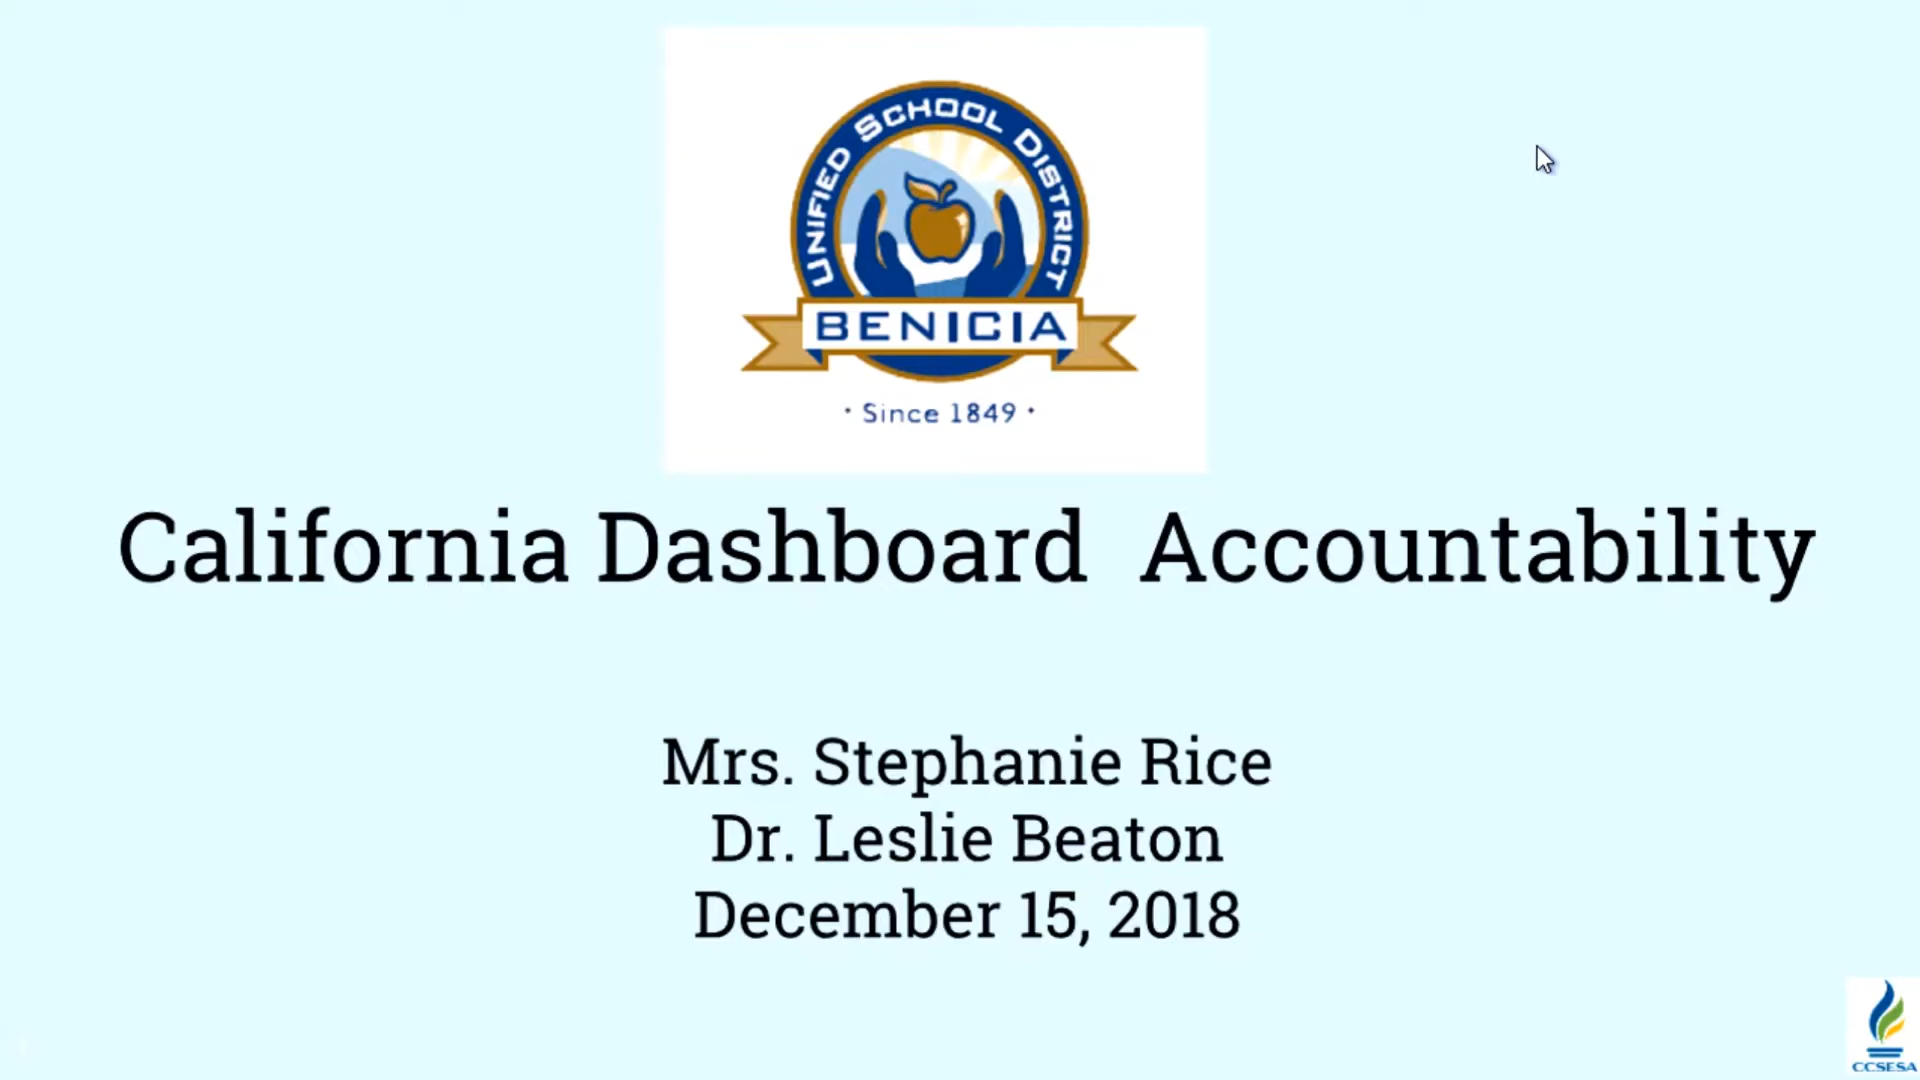 UNIFIED SCHOOL DISTRICT
BENICIA
· Since 1849 ·
California Dashboard Accountability
Mrs. Stephanie Rice
Dr. Leslie Beaton
December 15, 2018
CCSESA